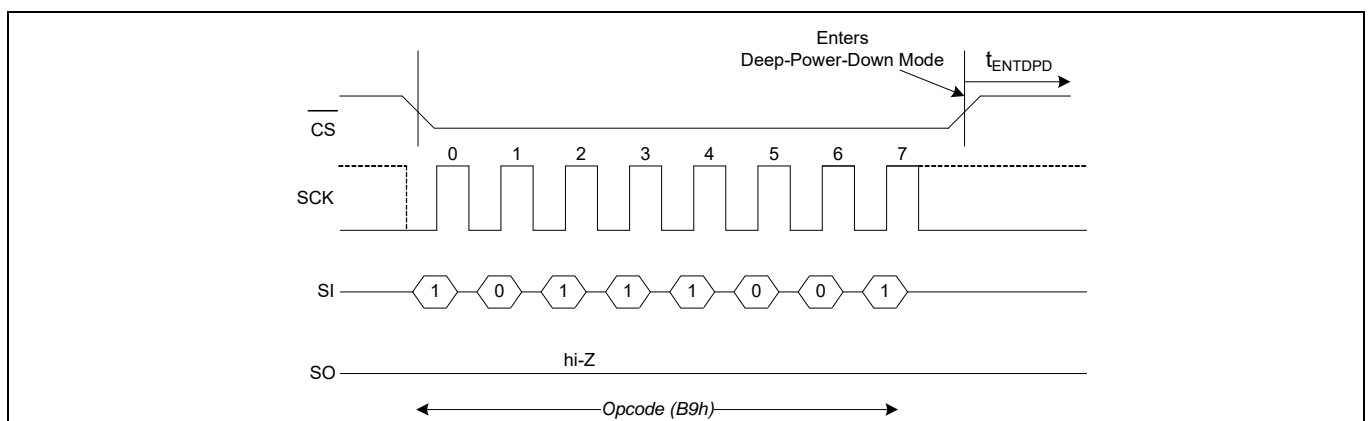 Enters
Deep-Power-Down Mode
tENTDPD
CS
0 1 2 3 4 5 6 7
SCK
SI 1 0 1 1 1 0 0 1
hi-Z
SO
Opcode (B9h)